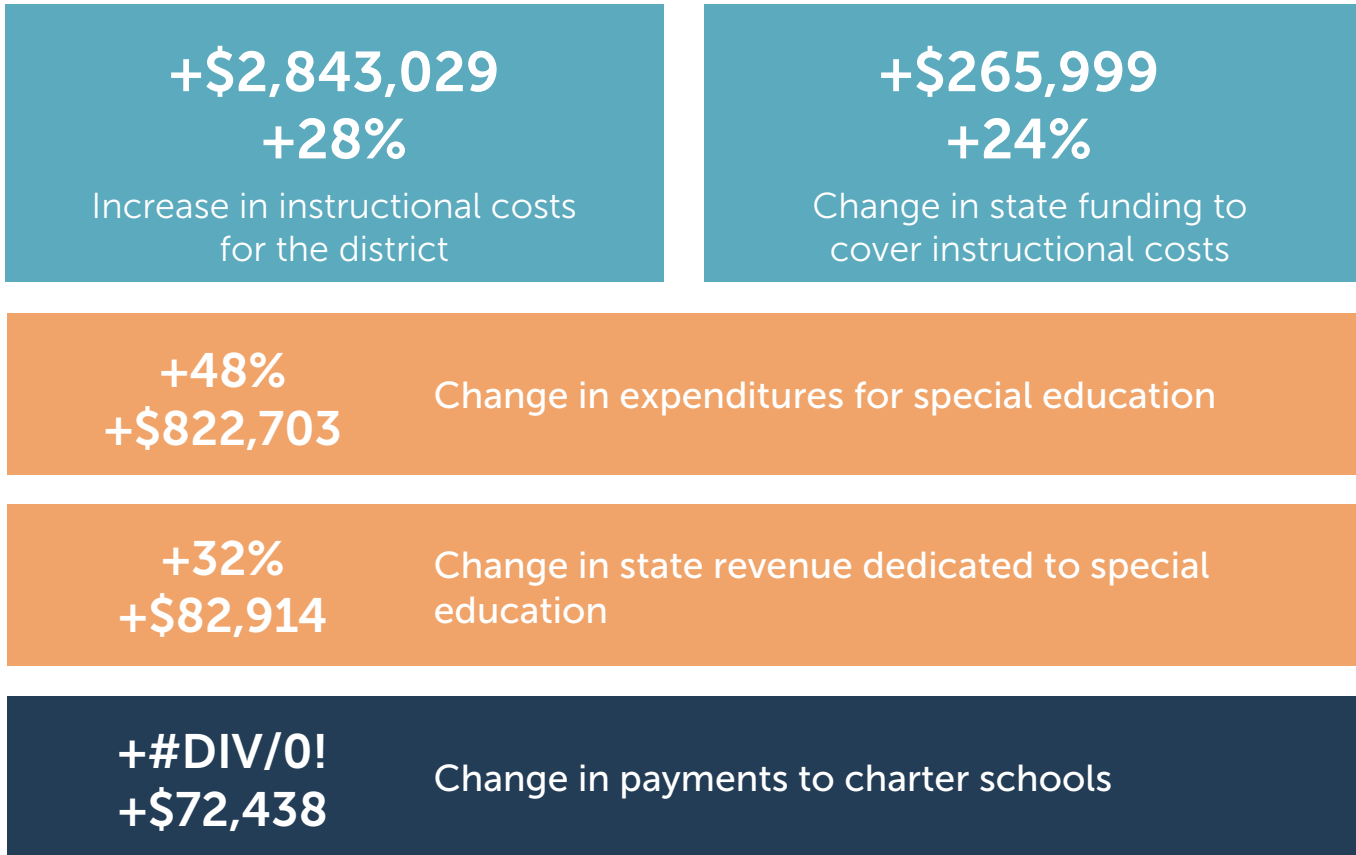 +$2,843,029
+28%
Increase in instructional costs
for the district
+$265,999
+24%
Change in state funding to
cover instructional costs
+48%
+$822,703
Change in expenditures for special education
+32%
+$82,914
Change in state revenue dedicated to special
education
+#DIV/0!
+$72,438
Change in payments to charter schools